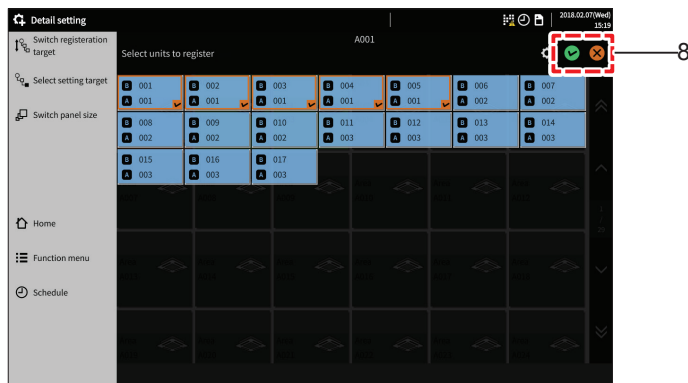 Detail setting
2018.02.07(Wed)
15:19
Switch registeration
target
A001
Select units to register
8
Select setting target
Switch panel size
B 001 B 002 B 003 B 004 B 005 B 006 B 007
A 001 A 001 A 001 A 001 A 001 A 002 A 002
B 008 B 009 B 010 B 011 B 012 B 013 B 014
A 002 A 002 A 002 A 003 A 003 A 003 A 003
B 015 B 016 B 017
A 003 A 003 A 003
Home
Function menu
Schedule